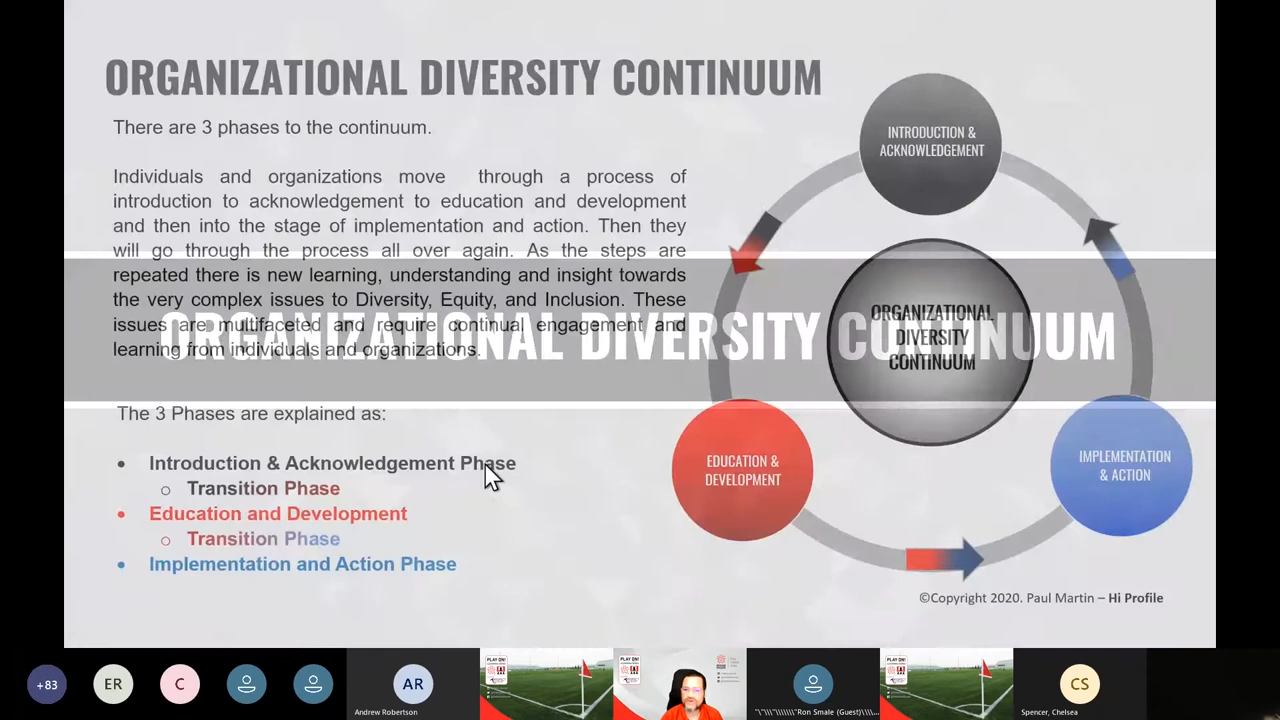 ORGANIZATIONAL DIVERSITY CONTINUUM
There are 3 phases to the continuum.
Individuals and organizations move through a process of
introduction to acknowledgement to education and development
and then into the stage of implementation and action. Then they
will go through the process all over again. As the steps are
repeated there is new learning, understanding and insight towards
the very complex issues to Diversity, Equity, and Inclusion. These
issues are multifaceted and require continual engagement and
learning from individuals and organizations.
ORGANIZATIONAL DIVERSITY CONTINUUM
The 3 Phases are explained as:
• Introduction & Acknowledgement Phase
o Transition Phase
• Education and Development
o Transition Phase
• Implementation and Action Phase
INTRODUCTION &
ACKNOWLEDGEMENT
ORGANIZATIONAL
DIVERSITY
CONTINUUM
EDUCATION &
DEVELOPMENT
IMPLEMENTATION
& ACTION
©Copyright 2020. Paul Martin – Hi Profile
+83
ER
C
AR
Andrew Robertson
PLAY ON!
PLAY ON!
"\"\\\"\\\\\\\"Ron Smale (Guest)\\\\...
PLAY ON!
CS
Spencer, Chelsea